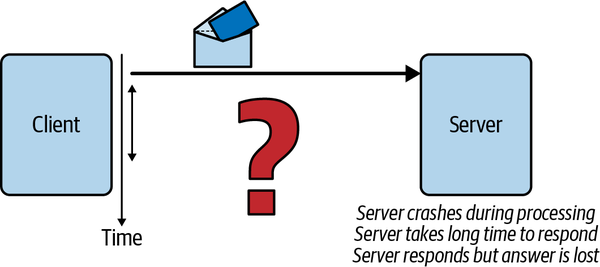 Client
?
Server
Time
Server crashes during processing
Server takes long time to respond
Server responds but answer is lost